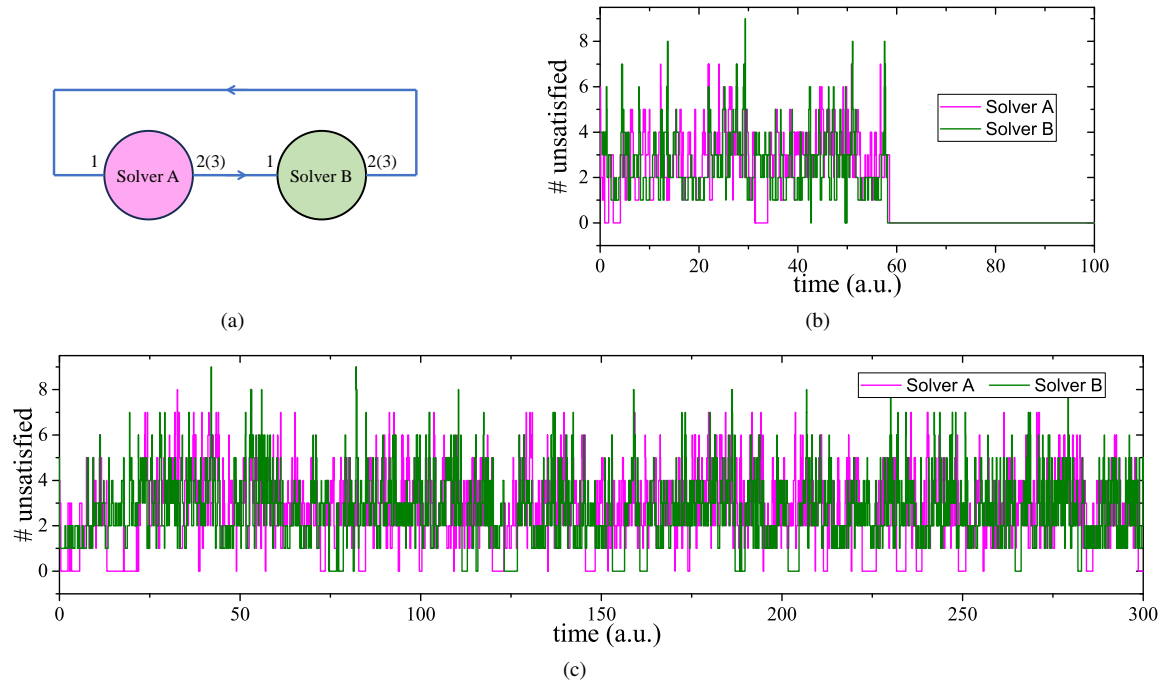 1
Solver A
2(3)
1
Solver B
2(3)
(a)
# unsatisfied
8
6
4
2
0
Solver A
Solver B
0
20
40
60
80
100
time (a.u.)
(b)
# unsatisfied
8
6
4
2
0
Solver A
Solver B
0
50
100
150
200
250
300
time (a.u.)
(c)